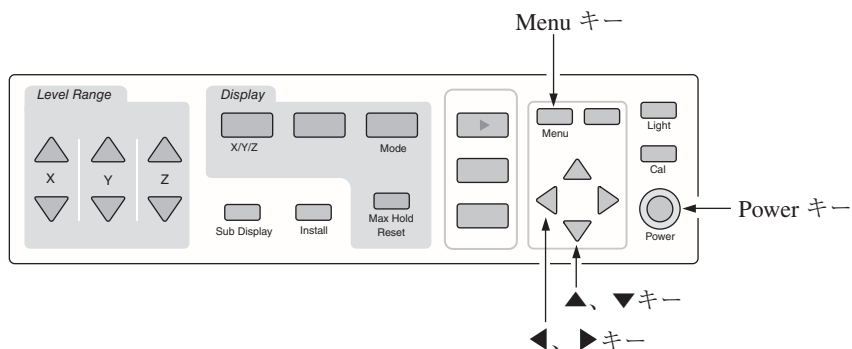 Menu キー
Level Range
Display
X/Y/Z
Mode
Menu
Light
X
Y
Z
Cal
Sub Display
Install
Max Hold
Reset
Power
Power キー
▲、▼キー
◀、▶キー